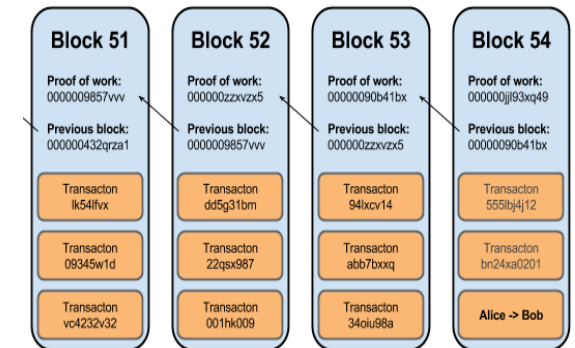 Block 51
Proof of work:
0000009857vvv
Previous block:
000000432qrza1
Transacton
lk54lfvx
Transacton
09345w1d
Transacton
vc4232v32
Block 52
Proof of work:
000000zzxvzx5
Previous block:
0000009857vvv
Transacton
dd5g31bm
Transacton
22qsx987
Transacton
001hk009
Block 53
Proof of work:
00000090b41bx
Previous block:
000000zzxvzx5
Transacton
94lxcv14
Transacton
abb7bxxq
Transacton
34oiu98a
Block 54
Proof of work:
000000jjl93xq49
Previous block:
00000090b41bx
Transacton
555lbj4j12
Transacton
bn24xa0201
Alice -> Bob